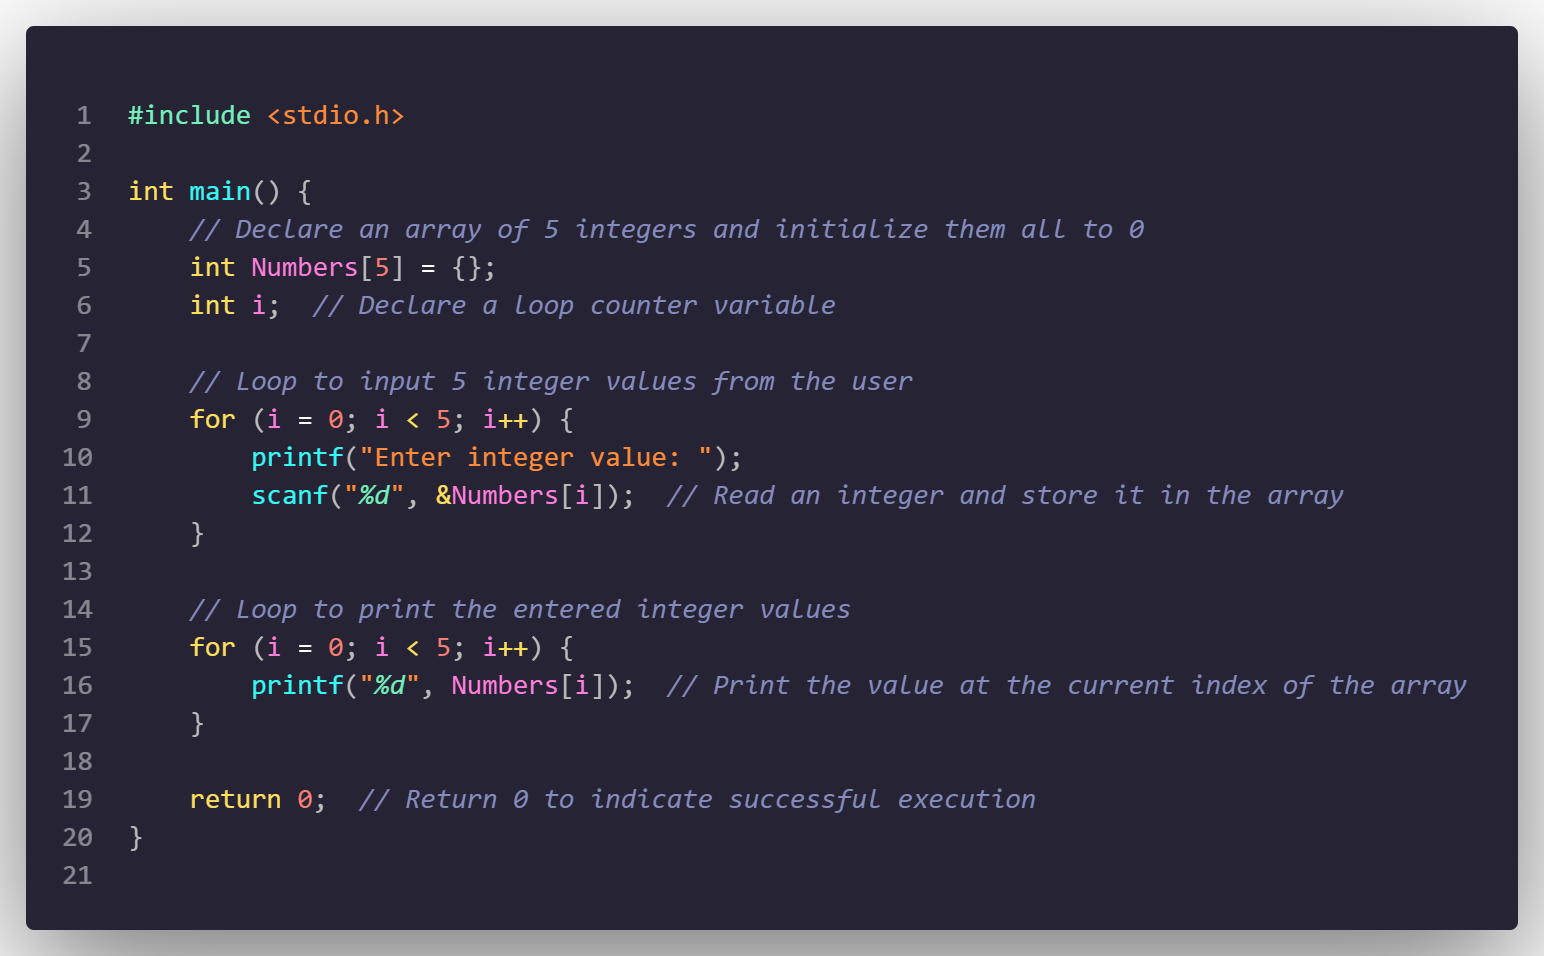 1 #include <stdio.h>
2
3 int main() {
4     // Declare an array of 5 integers and initialize them all to 0
5     int Numbers[5] = {};
6     int i;  // Declare a loop counter variable
7
8     // Loop to input 5 integer values from the user
9     for (i = 0; i < 5; i++) {
10         printf("Enter integer value: ");
11         scanf("%d", &Numbers[i]);  // Read an integer and store it in the array
12     }
13
14     // Loop to print the entered integer values
15     for (i = 0; i < 5; i++) {
16         printf("%d", Numbers[i]);  // Print the value at the current index of the array
17     }
18
19     return 0;  // Return 0 to indicate successful execution
20 }
21